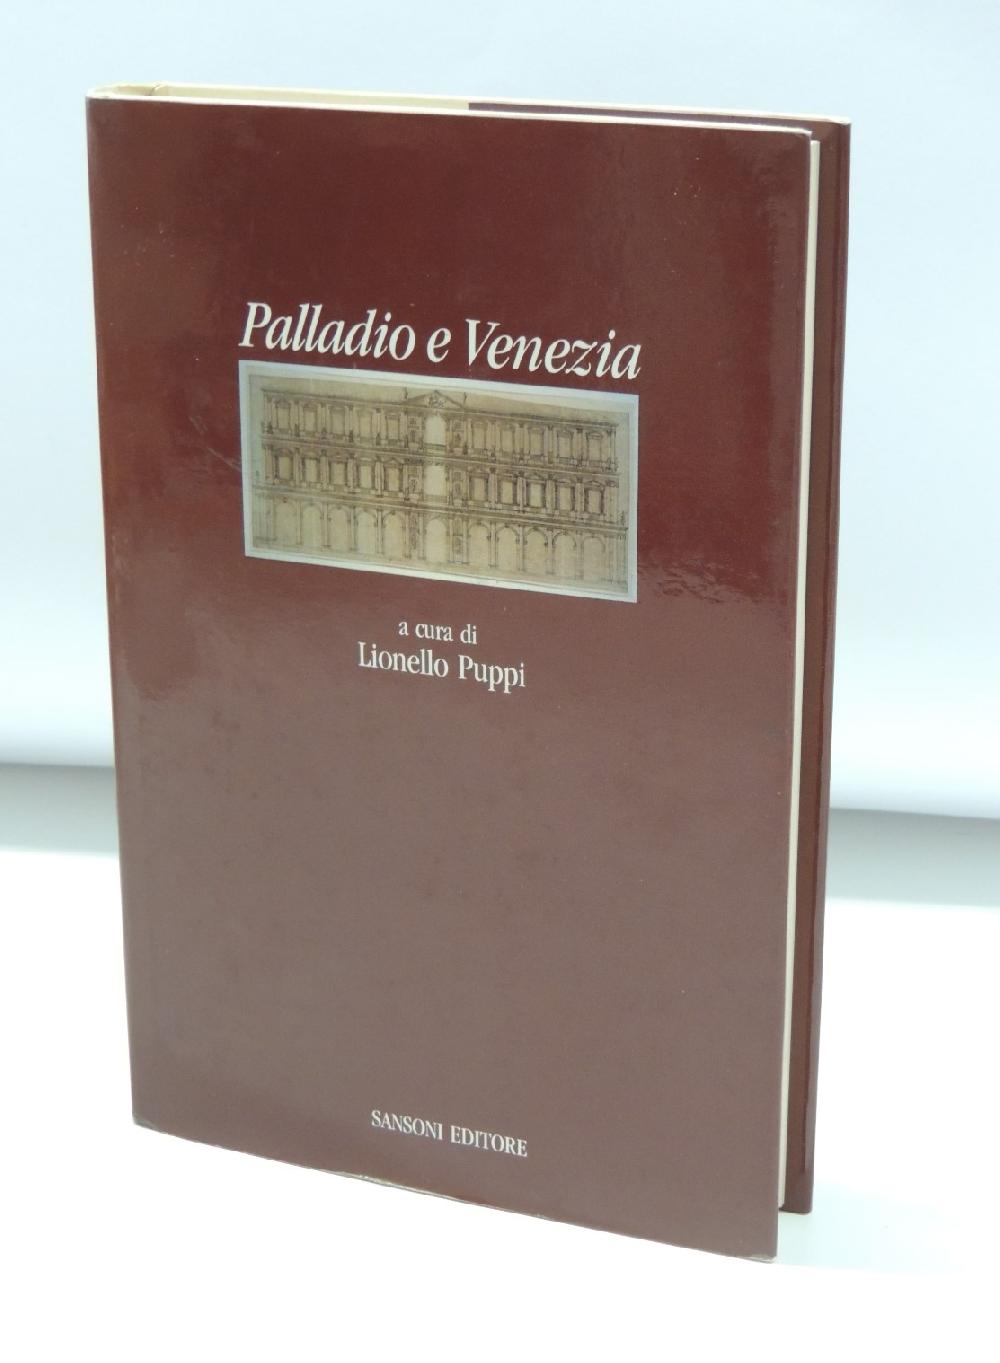 Palladio e Venezia
a cura di
Lionello Puppi
SANSONI EDITORE